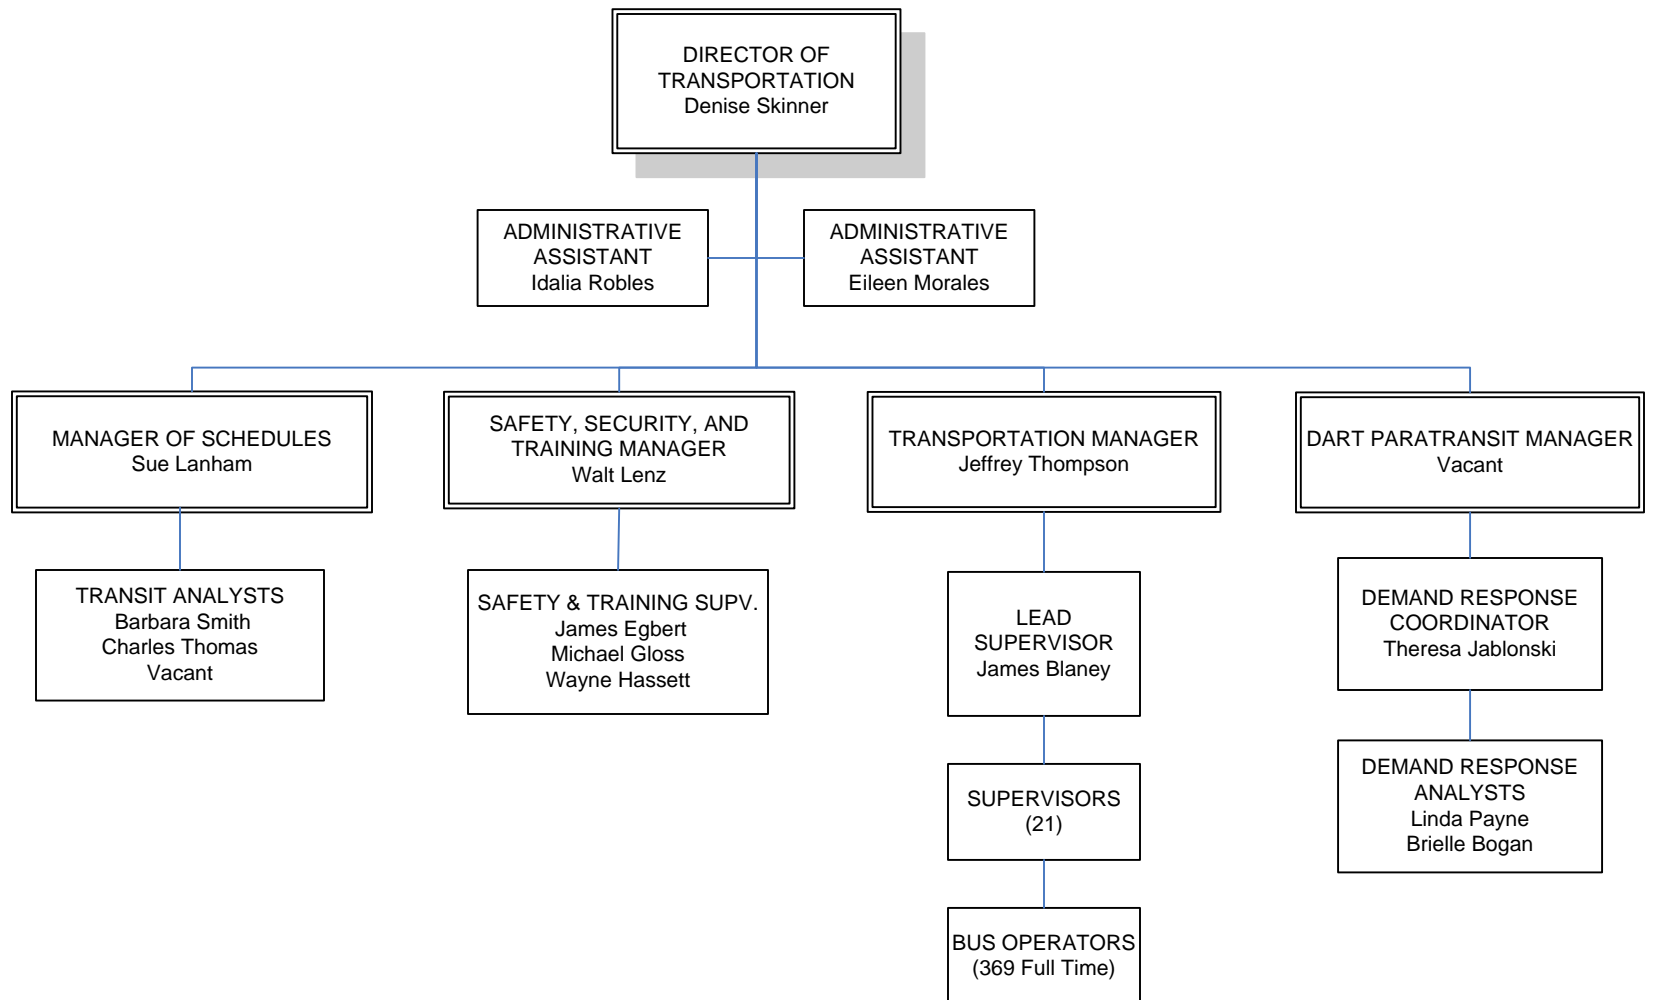 DIRECTOR OF
TRANSPORTATION
Denise Skinner
ADMINISTRATIVE
ASSISTANT
Idalia Robles
ADMINISTRATIVE
ASSISTANT
Eileen Morales
MANAGER OF SCHEDULES
Sue Lanham
SAFETY, SECURITY, AND
TRAINING MANAGER
Walt Lenz
TRANSPORTATION MANAGER
Jeffrey Thompson
DART PARATRANSIT MANAGER
Vacant
TRANSIT ANALYSTS
Barbara Smith
Charles Thomas
Vacant
SAFETY & TRAINING SUPV.
James Egbert
Michael Gloss
Wayne Hassett
LEAD
SUPERVISOR
James Blaney
DEMAND RESPONSE
COORDINATOR
Theresa Jablonski
SUPERVISORS
(21)
DEMAND RESPONSE
ANALYSTS
Linda Payne
Brielle Bogan
BUS OPERATORS
(369 Full Time)